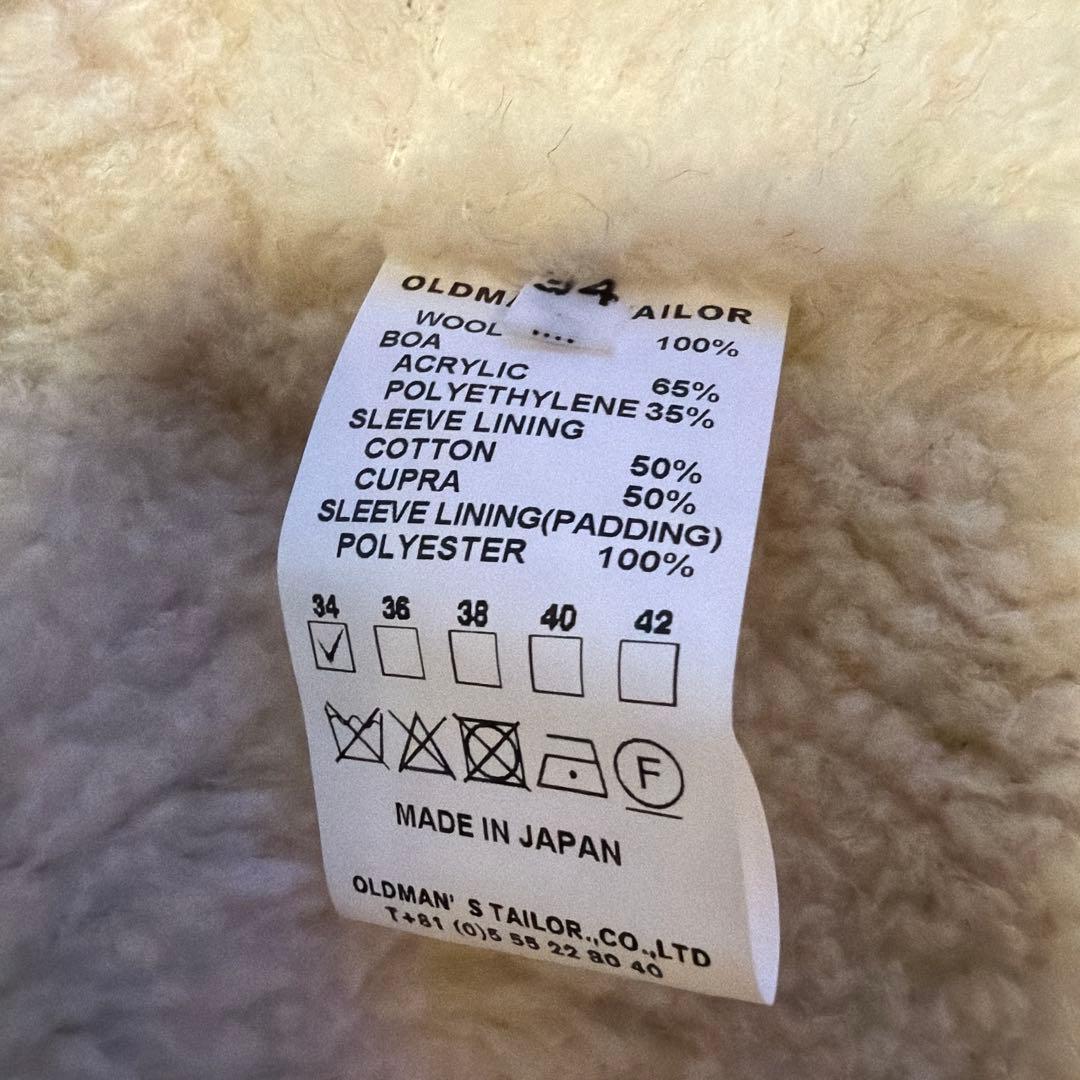 34
OLDM AILOR
WOOL 100%
BOA
ACRYLIC 65%
POLYETHYLENE 35%
SLEEVE LINING
COTTON 50%
CUPRA 50%
SLEEVE LINING(PADDING)
POLYESTER 100%
34 36 38 40 42
F
MADE IN JAPAN
OLDMAN' S TAILOR.,CO.,LTD
T+81 (0)5 55 22 80 40